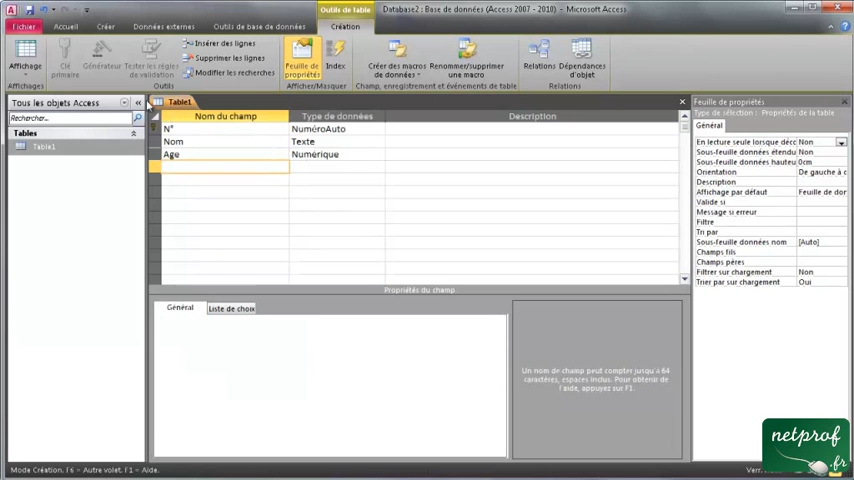 Outils de table
Database2 : Base de données (Access 2007 - 2010) - Microsoft Access
Fichier
Accueil
Créer
Données externes
Outils de base de données
Création
Affichage
Clé primaire
Générateur
Tester les règles de validation
Insérer des lignes
Supprimer les lignes
Modifier les recherches
Feuille de propriétés
Index
Créer des macros de données
Renommer/supprimer une macro
Relations
Dépendances d'objet
Affichages
Outils
Afficher/Masquer
Champ, enregistrement et événements de table
Relations
Tous les objets Access
Rechercher...
Tables
Table1
Table1
Nom du champ
Type de données
Description
N°
NuméroAuto
Nom
Texte
Age
Numérique
Propriétés du champ
Général
Liste de choix
Un nom de champ peut compter jusqu'à 64
caractères, espaces inclus. Pour obtenir de
l'aide, appuyez sur F1.
Feuille de propriétés
Type de sélection : Propriétés de la table
Général
En lecture seule lorsque déco Non
Sous-feuille données étendu Non
Sous-feuille données hauteu 0cm
Orientation De gauche à d
Description
Affichage par défaut Feuille de don
Valide si
Message si erreur
Filtre
Tri par
Sous-feuille données nom [Auto]
Champs fils
Champs pères
Filtrer sur chargement Non
Trier par sur chargement Oui
netprof
.fr
Mode Création. F6 = Autre volet. F1 = Aide.
Verr.